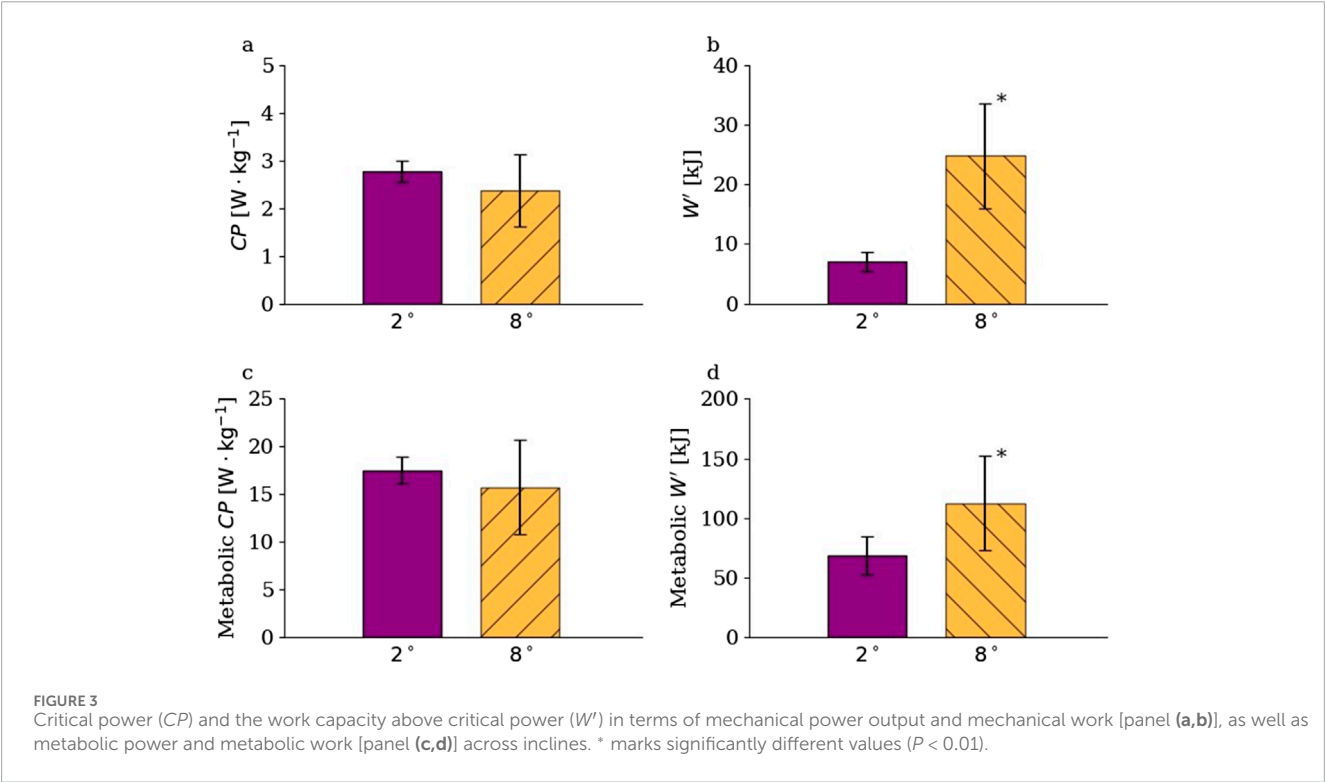 a
5
4
3
2
1
0
CP [W · kg⁻¹]
2°
8°
b
40
30
20
10
0
W′ [kJ]
*
2°
8°
c
25
20
15
10
5
0
Metabolic CP [W · kg⁻¹]
2°
8°
d
200
150
100
50
0
Metabolic W′ [kJ]
*
2°
8°
FIGURE 3
Critical power (CP) and the work capacity above critical power (W′) in terms of mechanical power output and mechanical work [panel (a,b)], as well as
metabolic power and metabolic work [panel (c,d)] across inclines. * marks significantly different values (P < 0.01).